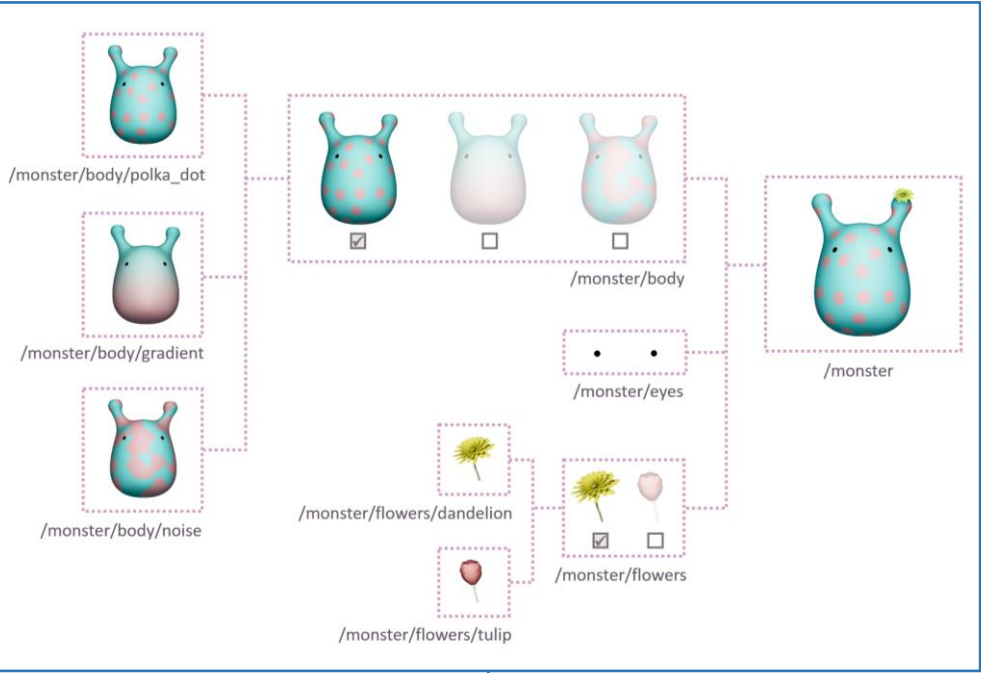 /monster/body/polka_dot
/monster/body/gradient
/monster/body/noise
/monster/body
/monster/eyes
/monster/flowers/dandelion
/monster/flowers/tulip
/monster/flowers
/monster